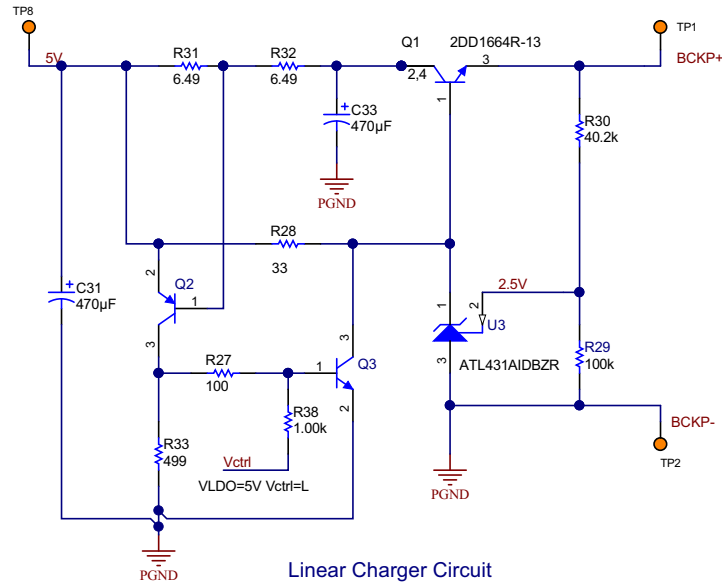 TP8
5V
R31
6.49
R32
6.49
Q1
2DD1664R-13
2,4
3
1
TP1
BCKP+
C33
470µF
PGND
R30
40.2k
R28
33
C31
470µF
2
Q2
1
3
1
2.5V
2
U3
3
ATL431AIDBZR
R29
100k
R27
100
3
1
Q3
2
R38
1.00k
R33
499
Vctrl
VLDO=5V Vctrl=L
BCKP-
TP2
PGND
PGND
Linear Charger Circuit